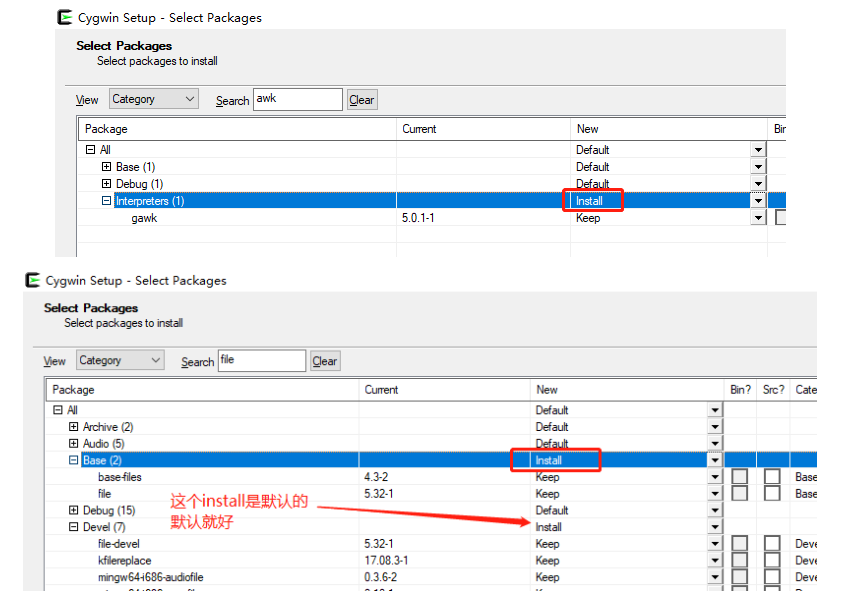 Cygwin Setup - Select Packages
Select Packages
Select packages to install
View Category Search awk Clear
Package Current New
All Default
Base (1) Default
Debug (1) Default
Interpreters (1) Install
gawk 5.0.1-1 Keep
Cygwin Setup - Select Packages
Select Packages
Select packages to install
View Category Search file Clear
Package Current New Bin? Src? Cate
All Default
Archive (2) Default
Audio (5) Default
Base (2) Install
base-files 4.3-2 Keep Base
file 5.32-1 Keep Base
这个install是默认的
默认就好
Debug (15) Default
Devel (7) Install
file-devel 5.32-1 Keep Deve
kfilereplace 17.08.3-1 Keep Deve
mingw64-i686-audiofile 0.3.6-2 Keep Deve